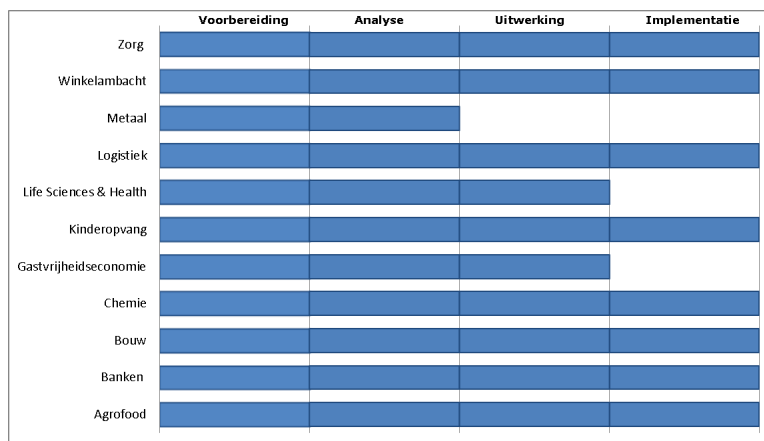 Voorbereiding Analyse Uitwerking Implementatie
Zorg
Winkelambacht
Metaal
Logistiek
Life Sciences & Health
Kinderopvang
Gastvrijheidseconomie
Chemie
Bouw
Banken
Agrofood